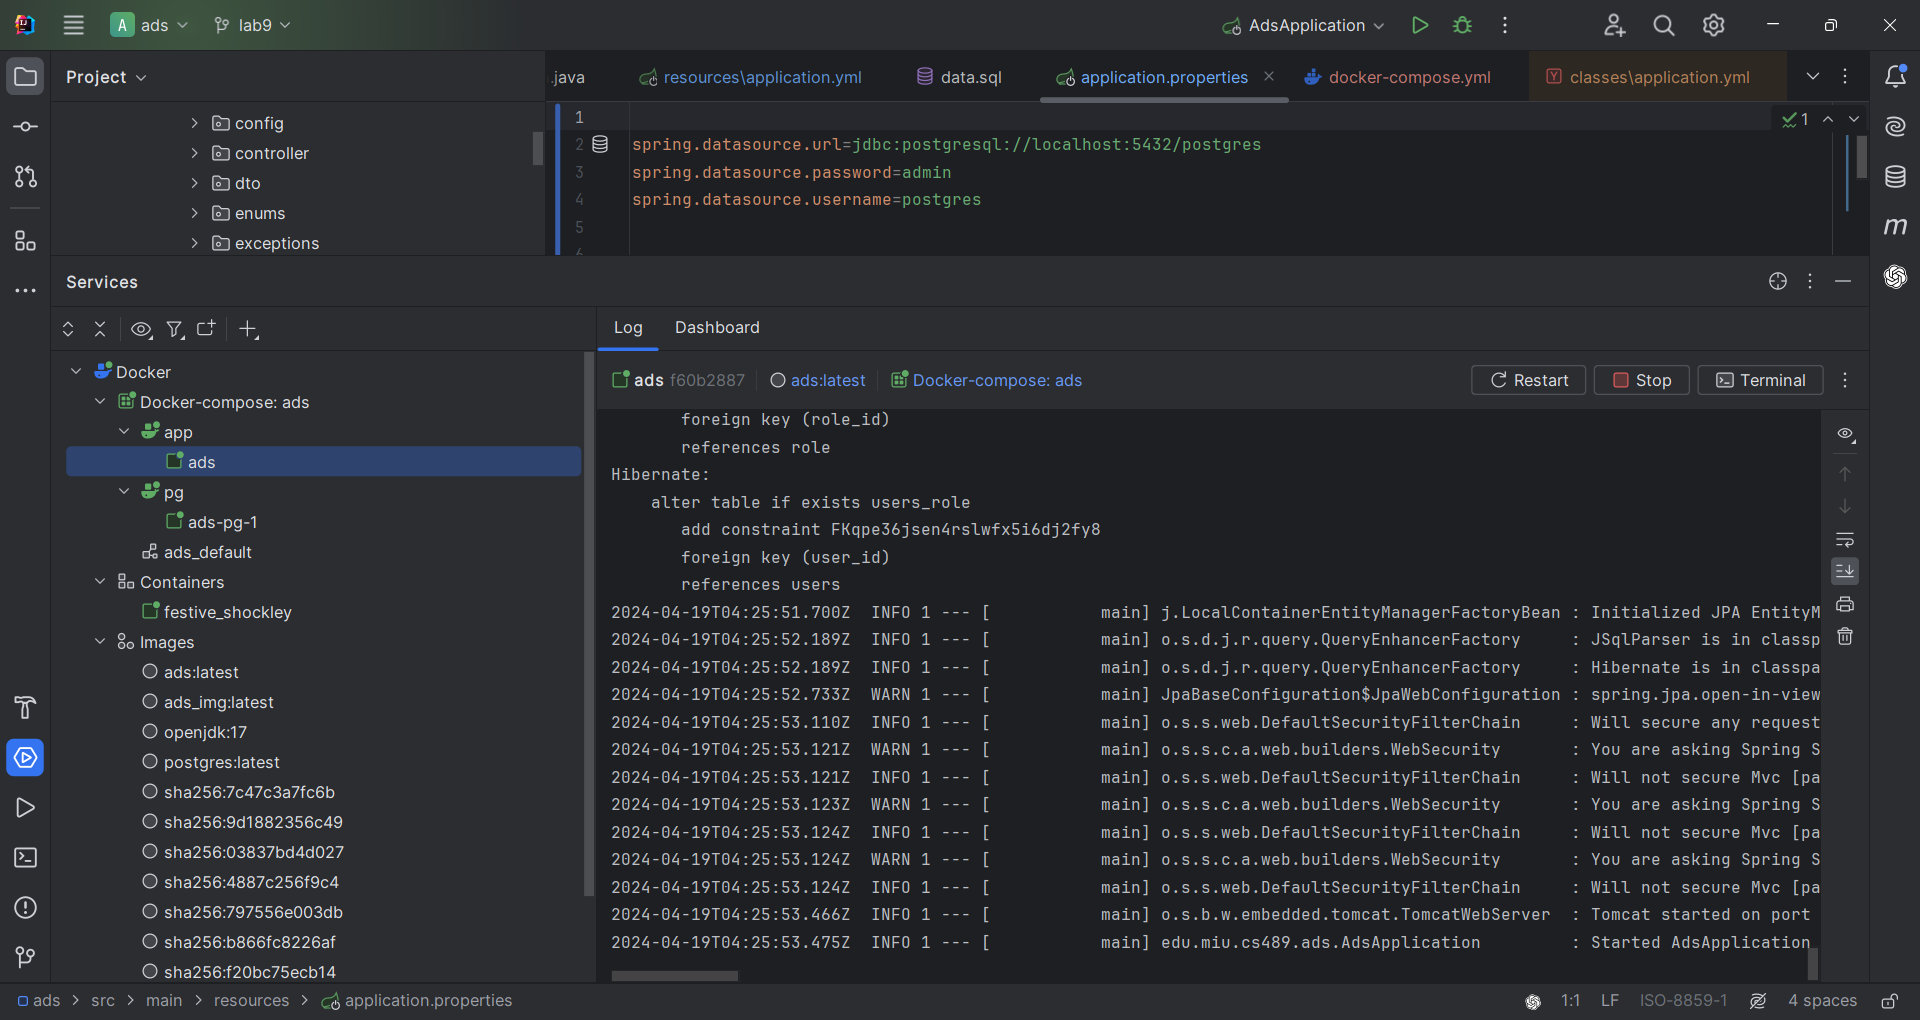 A ads lab9 AdsApplication
Project .java resources\application.yml data.sql application.properties docker-compose.yml classes\application.yml
config
controller
dto
enums
exceptions
1
2 spring.datasource.url=jdbc:postgresql://localhost:5432/postgres
3 spring.datasource.password=admin
4 spring.datasource.username=postgres
5
6
1
Services
Log Dashboard
Docker
Docker-compose: ads
app
ads
pg
ads-pg-1
ads_default
Containers
festive_shockley
Images
ads:latest
ads_img:latest
openjdk:17
postgres:latest
sha256:7c47c3a7fc6b
sha256:9d1882356c49
sha256:03837bd4d027
sha256:4887c256f9c4
sha256:797556e003db
sha256:b866fc8226af
sha256:f20bc75ecb14
ads f60b2887 ads:latest Docker-compose: ads Restart Stop Terminal
foreign key (role_id)
references role
Hibernate:
alter table if exists users_role
add constraint FKqpe36jsen4rslwfx5i6dj2fy8
foreign key (user_id)
references users
2024-04-19T04:25:51.700Z INFO 1 --- [ main] j.LocalContainerEntityManagerFactoryBean : Initialized JPA EntityM
2024-04-19T04:25:52.189Z INFO 1 --- [ main] o.s.d.j.r.query.QueryEnhancerFactory : JSqlParser is in classp
2024-04-19T04:25:52.189Z INFO 1 --- [ main] o.s.d.j.r.query.QueryEnhancerFactory : Hibernate is in classpa
2024-04-19T04:25:52.733Z WARN 1 --- [ main] JpaBaseConfiguration$JpaWebConfiguration : spring.jpa.open-in-view
2024-04-19T04:25:53.110Z INFO 1 --- [ main] o.s.s.web.DefaultSecurityFilterChain : Will secure any request
2024-04-19T04:25:53.121Z WARN 1 --- [ main] o.s.s.c.a.web.builders.WebSecurity : You are asking Spring S
2024-04-19T04:25:53.121Z INFO 1 --- [ main] o.s.s.web.DefaultSecurityFilterChain : Will not secure Mvc [pa
2024-04-19T04:25:53.123Z WARN 1 --- [ main] o.s.s.c.a.web.builders.WebSecurity : You are asking Spring S
2024-04-19T04:25:53.124Z INFO 1 --- [ main] o.s.s.web.DefaultSecurityFilterChain : Will not secure Mvc [pa
2024-04-19T04:25:53.124Z WARN 1 --- [ main] o.s.s.c.a.web.builders.WebSecurity : You are asking Spring S
2024-04-19T04:25:53.124Z INFO 1 --- [ main] o.s.s.web.DefaultSecurityFilterChain : Will not secure Mvc [pa
2024-04-19T04:25:53.466Z INFO 1 --- [ main] o.s.b.w.embedded.tomcat.TomcatWebServer : Tomcat started on port
2024-04-19T04:25:53.475Z INFO 1 --- [ main] edu.miu.cs489.ads.AdsApplication : Started AdsApplication
ads > src > main > resources > application.properties 1:1 LF ISO-8859-1 4 spaces